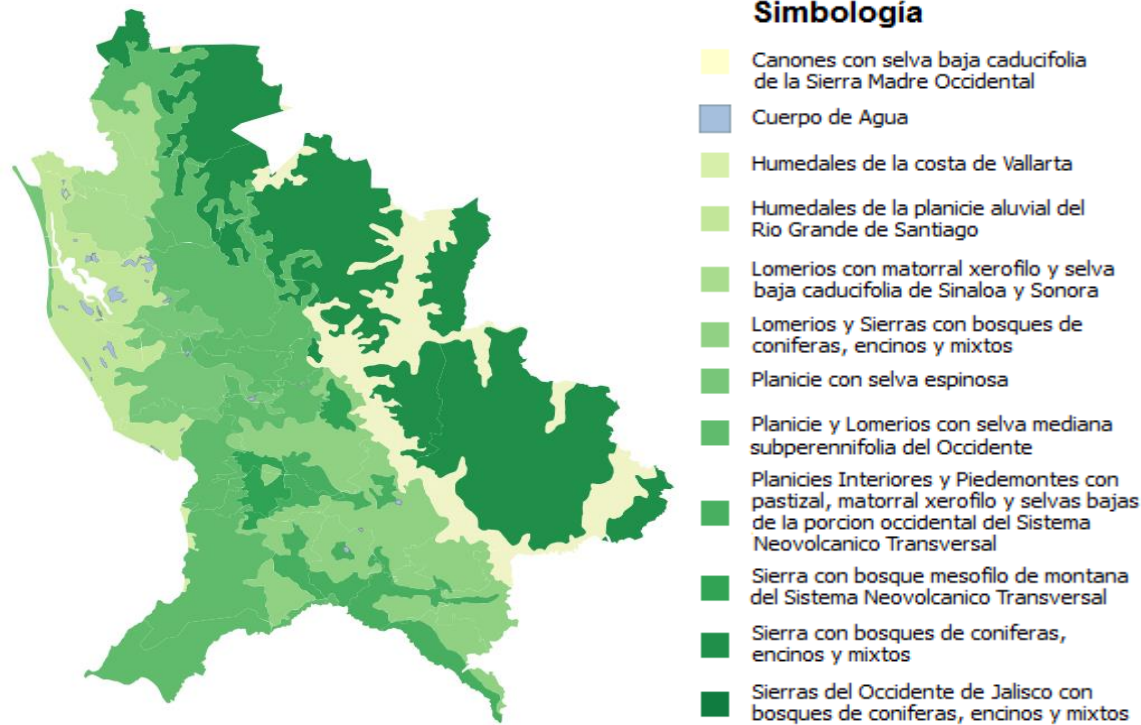 Simbología
Canones con selva baja caducifolia
de la Sierra Madre Occidental
Cuerpo de Agua
Humedales de la costa de Vallarta
Humedales de la planicie aluvial del
Rio Grande de Santiago
Lomerios con matorral xerofilo y selva
baja caducifolia de Sinaloa y Sonora
Lomerios y Sierras con bosques de
coniferas, encinos y mixtos
Planicie con selva espinosa
Planicie y Lomerios con selva mediana
subperennifolia del Occidente
Planicies Interiores y Piedemontes con
pastizal, matorral xerofilo y selvas bajas
de la porcion occidental del Sistema
Neovolcanico Transversal
Sierra con bosque mesofilo de montana
del Sistema Neovolcanico Transversal
Sierra con bosques de coniferas,
encinos y mixtos
Sierras del Occidente de Jalisco con
bosques de coniferas, encinos y mixtos